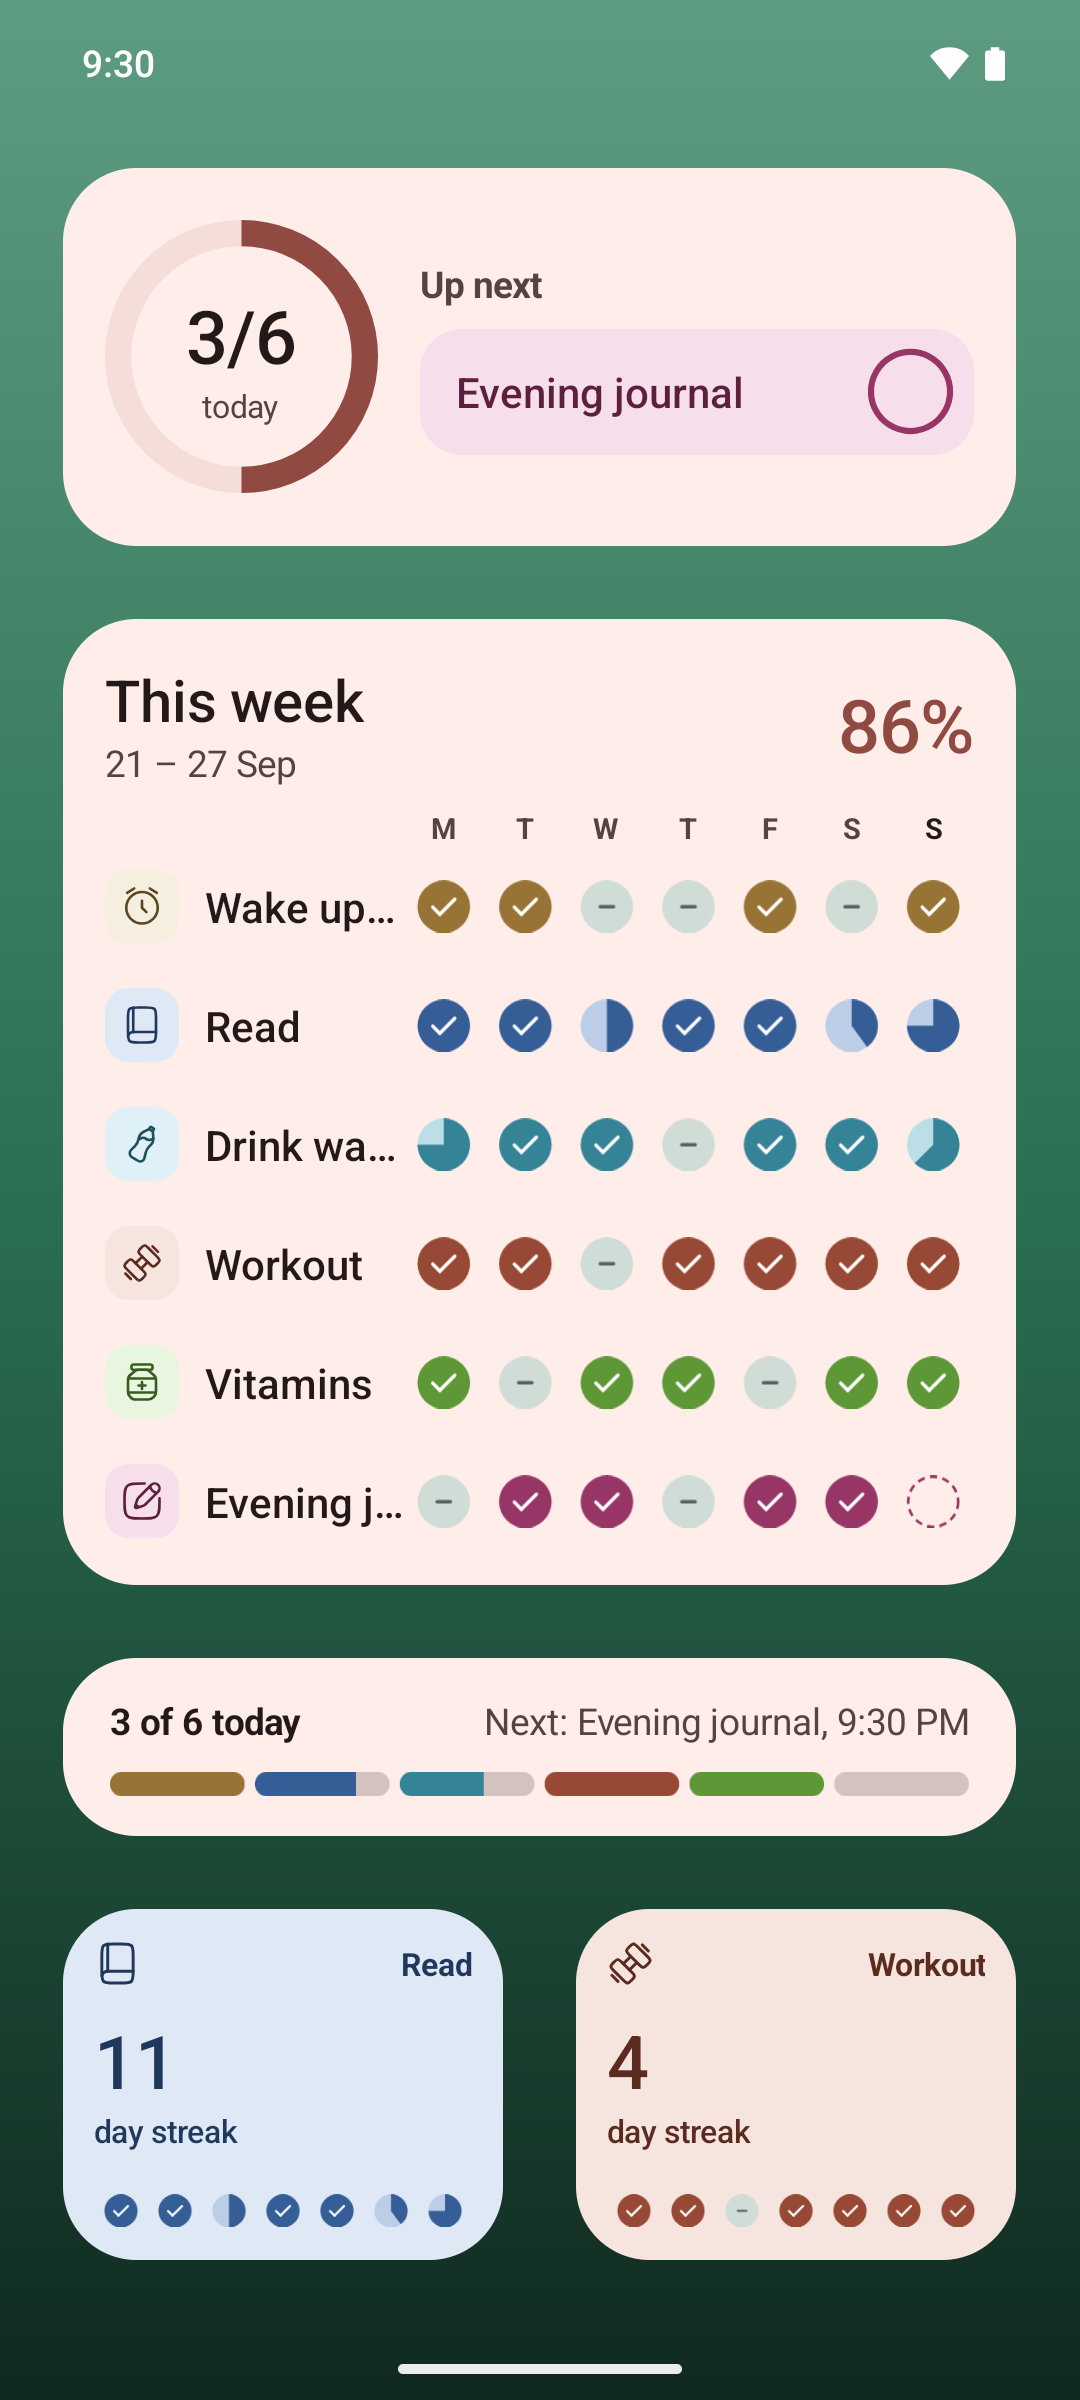 9:30
3/6
today
Up next
Evening journal
This week
21 – 27 Sep
86%
M T W T F S S
Wake up...
Read
Drink wa...
Workout
Vitamins
Evening j...
3 of 6 today
Next: Evening journal, 9:30 PM
Read
11
day streak
Workout
4
day streak